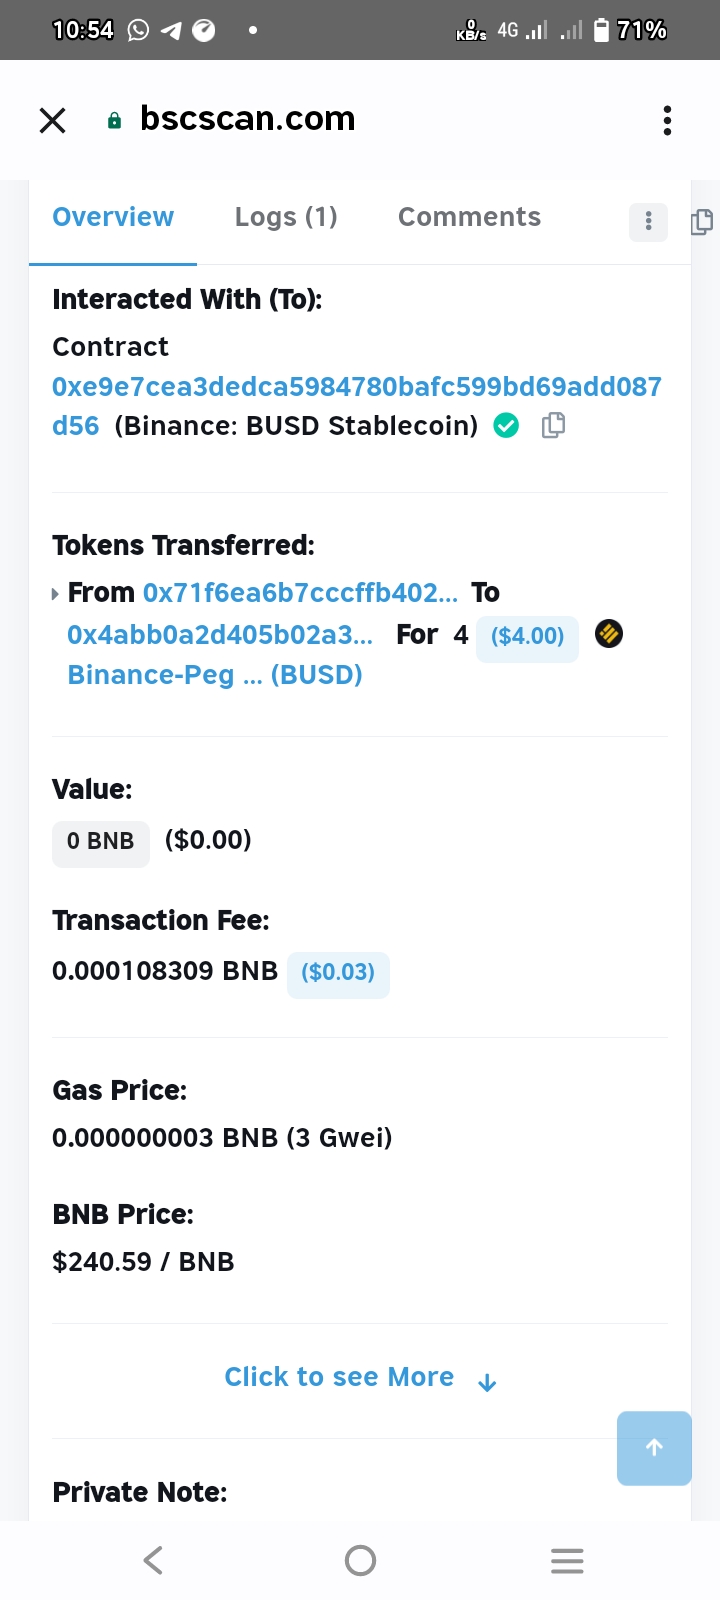 10:54
0 KB/s 4G 71%
bscscan.com
Overview Logs (1) Comments
Interacted With (To):
Contract
0xe9e7cea3dedca5984780bafc599bd69add087
d56 (Binance: BUSD Stablecoin)
Tokens Transferred:
From 0x71f6ea6b7cccffb402... To
0x4abb0a2d405b02a3... For 4 ($4.00)
Binance-Peg ... (BUSD)
Value:
0 BNB ($0.00)
Transaction Fee:
0.000108309 BNB ($0.03)
Gas Price:
0.000000003 BNB (3 Gwei)
BNB Price:
$240.59 / BNB
Click to see More
Private Note: